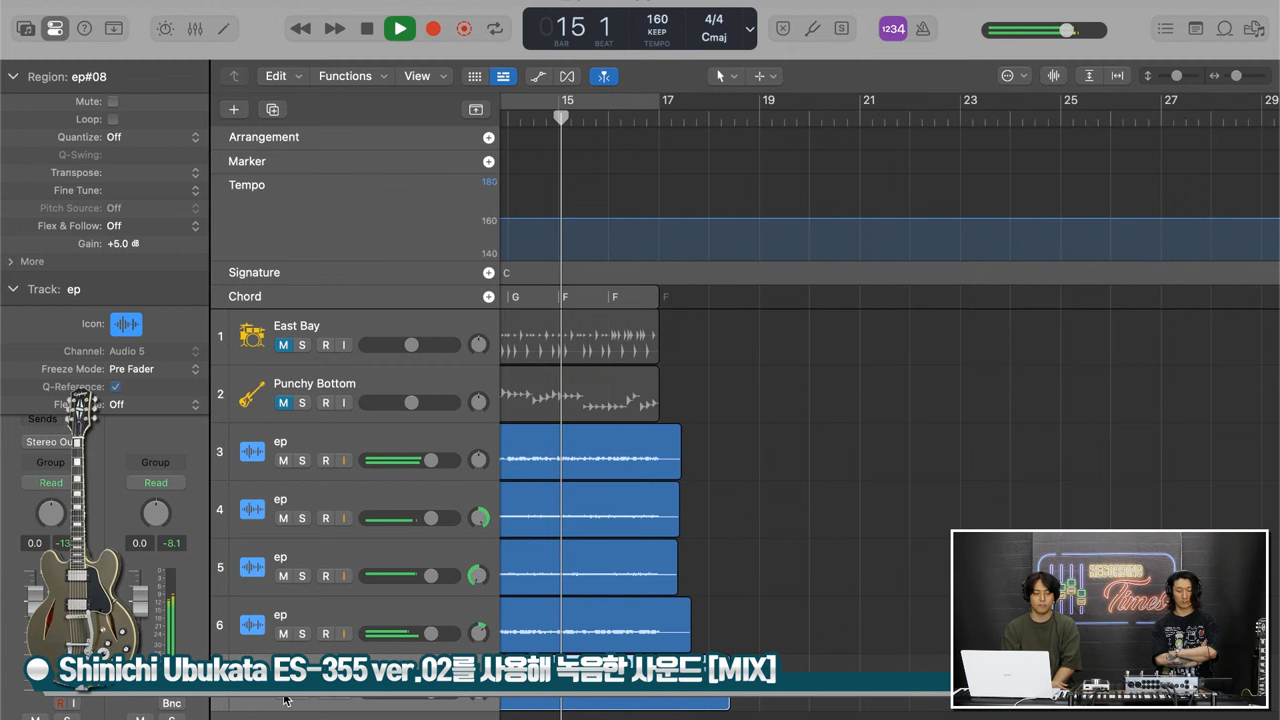 15 1
BAR BEAT
160
KEEP
TEMPO
4/4
Cmaj
1234
Region: ep#08
Mute:
Loop:
Quantize: Off
Q-Swing:
Transpose:
Fine Tune:
Pitch Source: Off
Flex & Follow: Off
Gain: +5.0 dB
More
Track: ep
Icon:
Channel: Audio 5
Freeze Mode: Pre Fader
Q-Reference:
Off
Sends
Stereo Ou
Group Group
Read Read
0.0 0.0 -8.1
Bnc
R I
M S
M S
Edit Functions View
15 17 19 21 23 25 27 29
Arrangement
Marker
Tempo
180
160
140
Signature
C
Chord
G F F F
1 East Bay
M S R I
2 Punchy Bottom
M S R I
3 ep
M S R I
4 ep
M S R I
5 ep
M S R I
6 ep
M S R I
RECORDING
Times
Shinichi Ubukata ES-355 ver.02를 사용해 녹음한 사운드 [MIX]